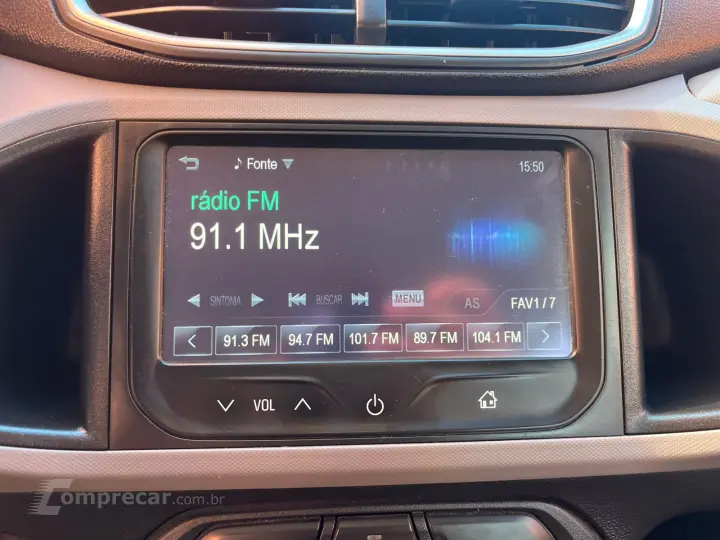 ♪ Fonte ▼ 15:50
rádio FM
91.1 MHz
SINTONIA BUSCAR MENU AS FAV1 / 7
91.3 FM 94.7 FM 101.7 FM 89.7 FM 104.1 FM
VOL
Comprecar.com.br